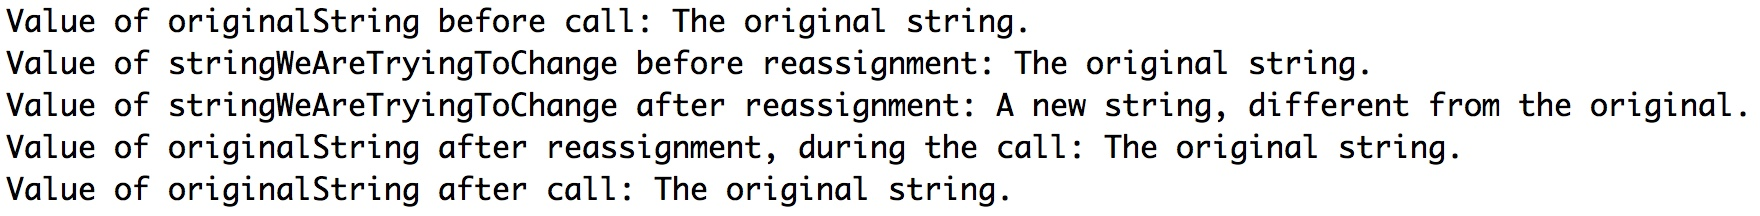 Value of originalString before call: The original string.
Value of stringWeAreTryingToChange before reassignment: The original string.
Value of stringWeAreTryingToChange after reassignment: A new string, different from the original.
Value of originalString after reassignment, during the call: The original string.
Value of originalString after call: The original string.